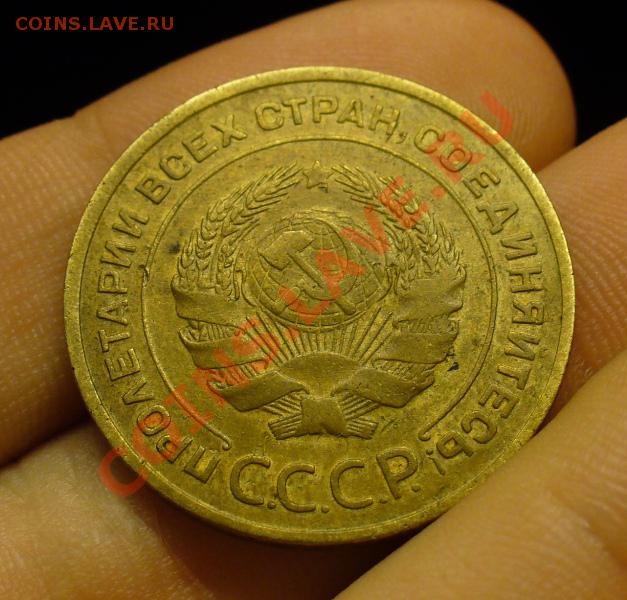 COINS.LAVE.RU
ПРОЛЕТАРИИ ВСЕХ СТРАН, СОЕДИНЯЙТЕСЬ!
С.С.С.Р.
COINS.LAVE.RU